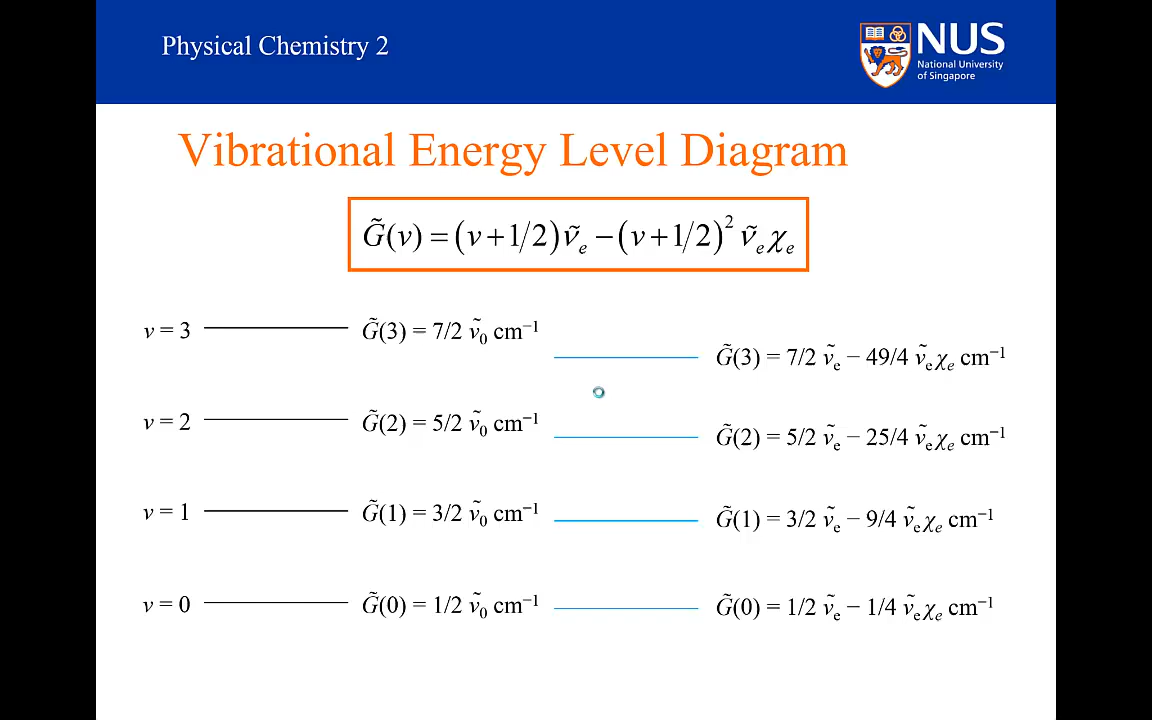 Physical Chemistry 2
NUS
National University
of Singapore
Vibrational Energy Level Diagram
G̃(v) = (v + 1/2) ν̃ₑ − (v + 1/2)² ν̃ₑχₑ
v = 3 G̃(3) = 7/2 ṽ₀ cm⁻¹
G̃(3) = 7/2 ṽₑ − 49/4 ṽₑχₑ cm⁻¹
v = 2 G̃(2) = 5/2 ṽ₀ cm⁻¹
G̃(2) = 5/2 ṽₑ − 25/4 ṽₑχₑ cm⁻¹
v = 1 G̃(1) = 3/2 ṽ₀ cm⁻¹
G̃(1) = 3/2 ṽₑ − 9/4 ṽₑχₑ cm⁻¹
v = 0 G̃(0) = 1/2 ṽ₀ cm⁻¹
G̃(0) = 1/2 ṽₑ − 1/4 ṽₑχₑ cm⁻¹